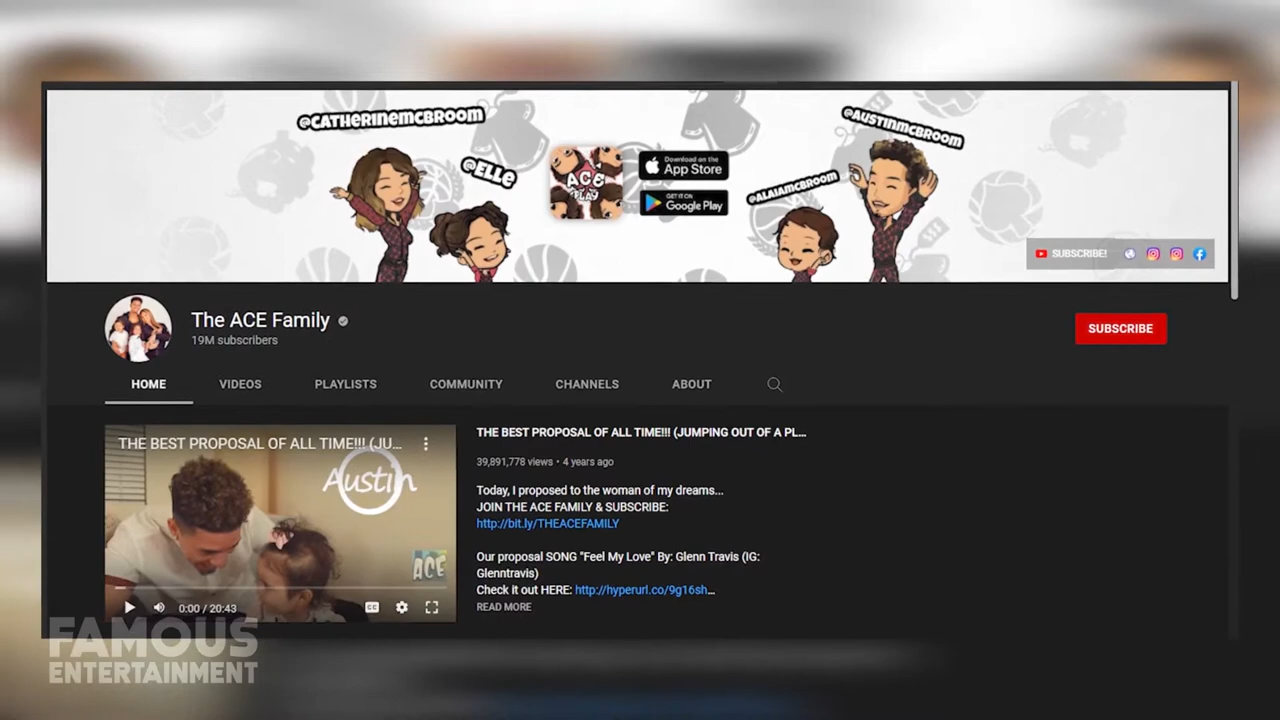 @CATHERINEMCBROOM
@ELLE
ACE
PLAY
Download on the
App Store
GET IT ON
Google Play
@ALAIAMCBROOM
@AUSTINMCBROOM
SUBSCRIBE!
The ACE Family
19M subscribers
SUBSCRIBE
HOME VIDEOS PLAYLISTS COMMUNITY CHANNELS ABOUT
THE BEST PROPOSAL OF ALL TIME!!! (JU...
Austin
ACE
0:00 / 20:43
CC
THE BEST PROPOSAL OF ALL TIME!!! (JUMPING OUT OF A PL...
39,891,778 views • 4 years ago
Today, I proposed to the woman of my dreams...
JOIN THE ACE FAMILY & SUBSCRIBE:
http://bit.ly/THEACEFAMILY
Our proposal SONG "Feel My Love" By: Glenn Travis (IG:
Glenntravis)
Check it out HERE: http://hyperurl.co/9g16sh...
READ MORE
FAMOUS
ENTERTAINMENT